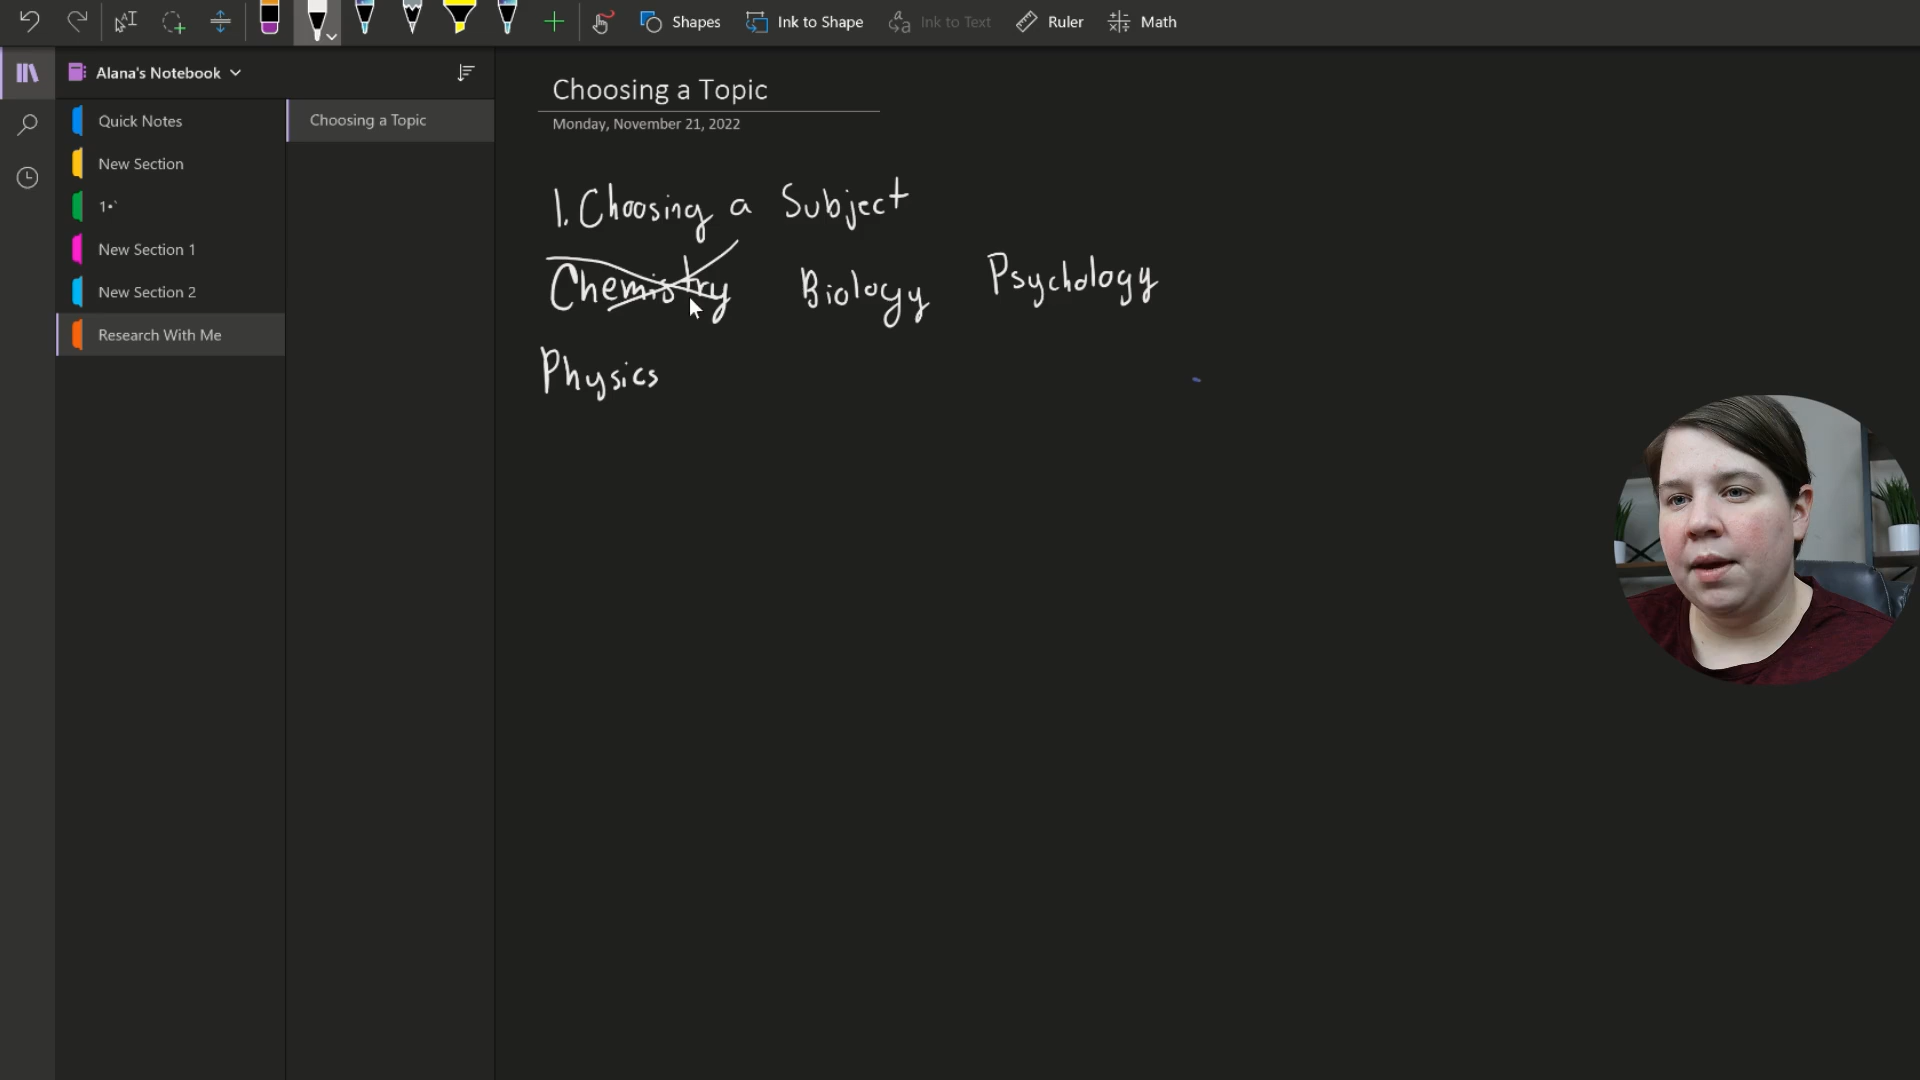 Shapes Ink to Shape Ink to Text Ruler Math
Alana's Notebook
Quick Notes
New Section
1•`
New Section 1
New Section 2
Research With Me
Choosing a Topic
Choosing a Topic
Monday, November 21, 2022
1. Choosing a Subject
Chemistry Biology Psychology
Physics